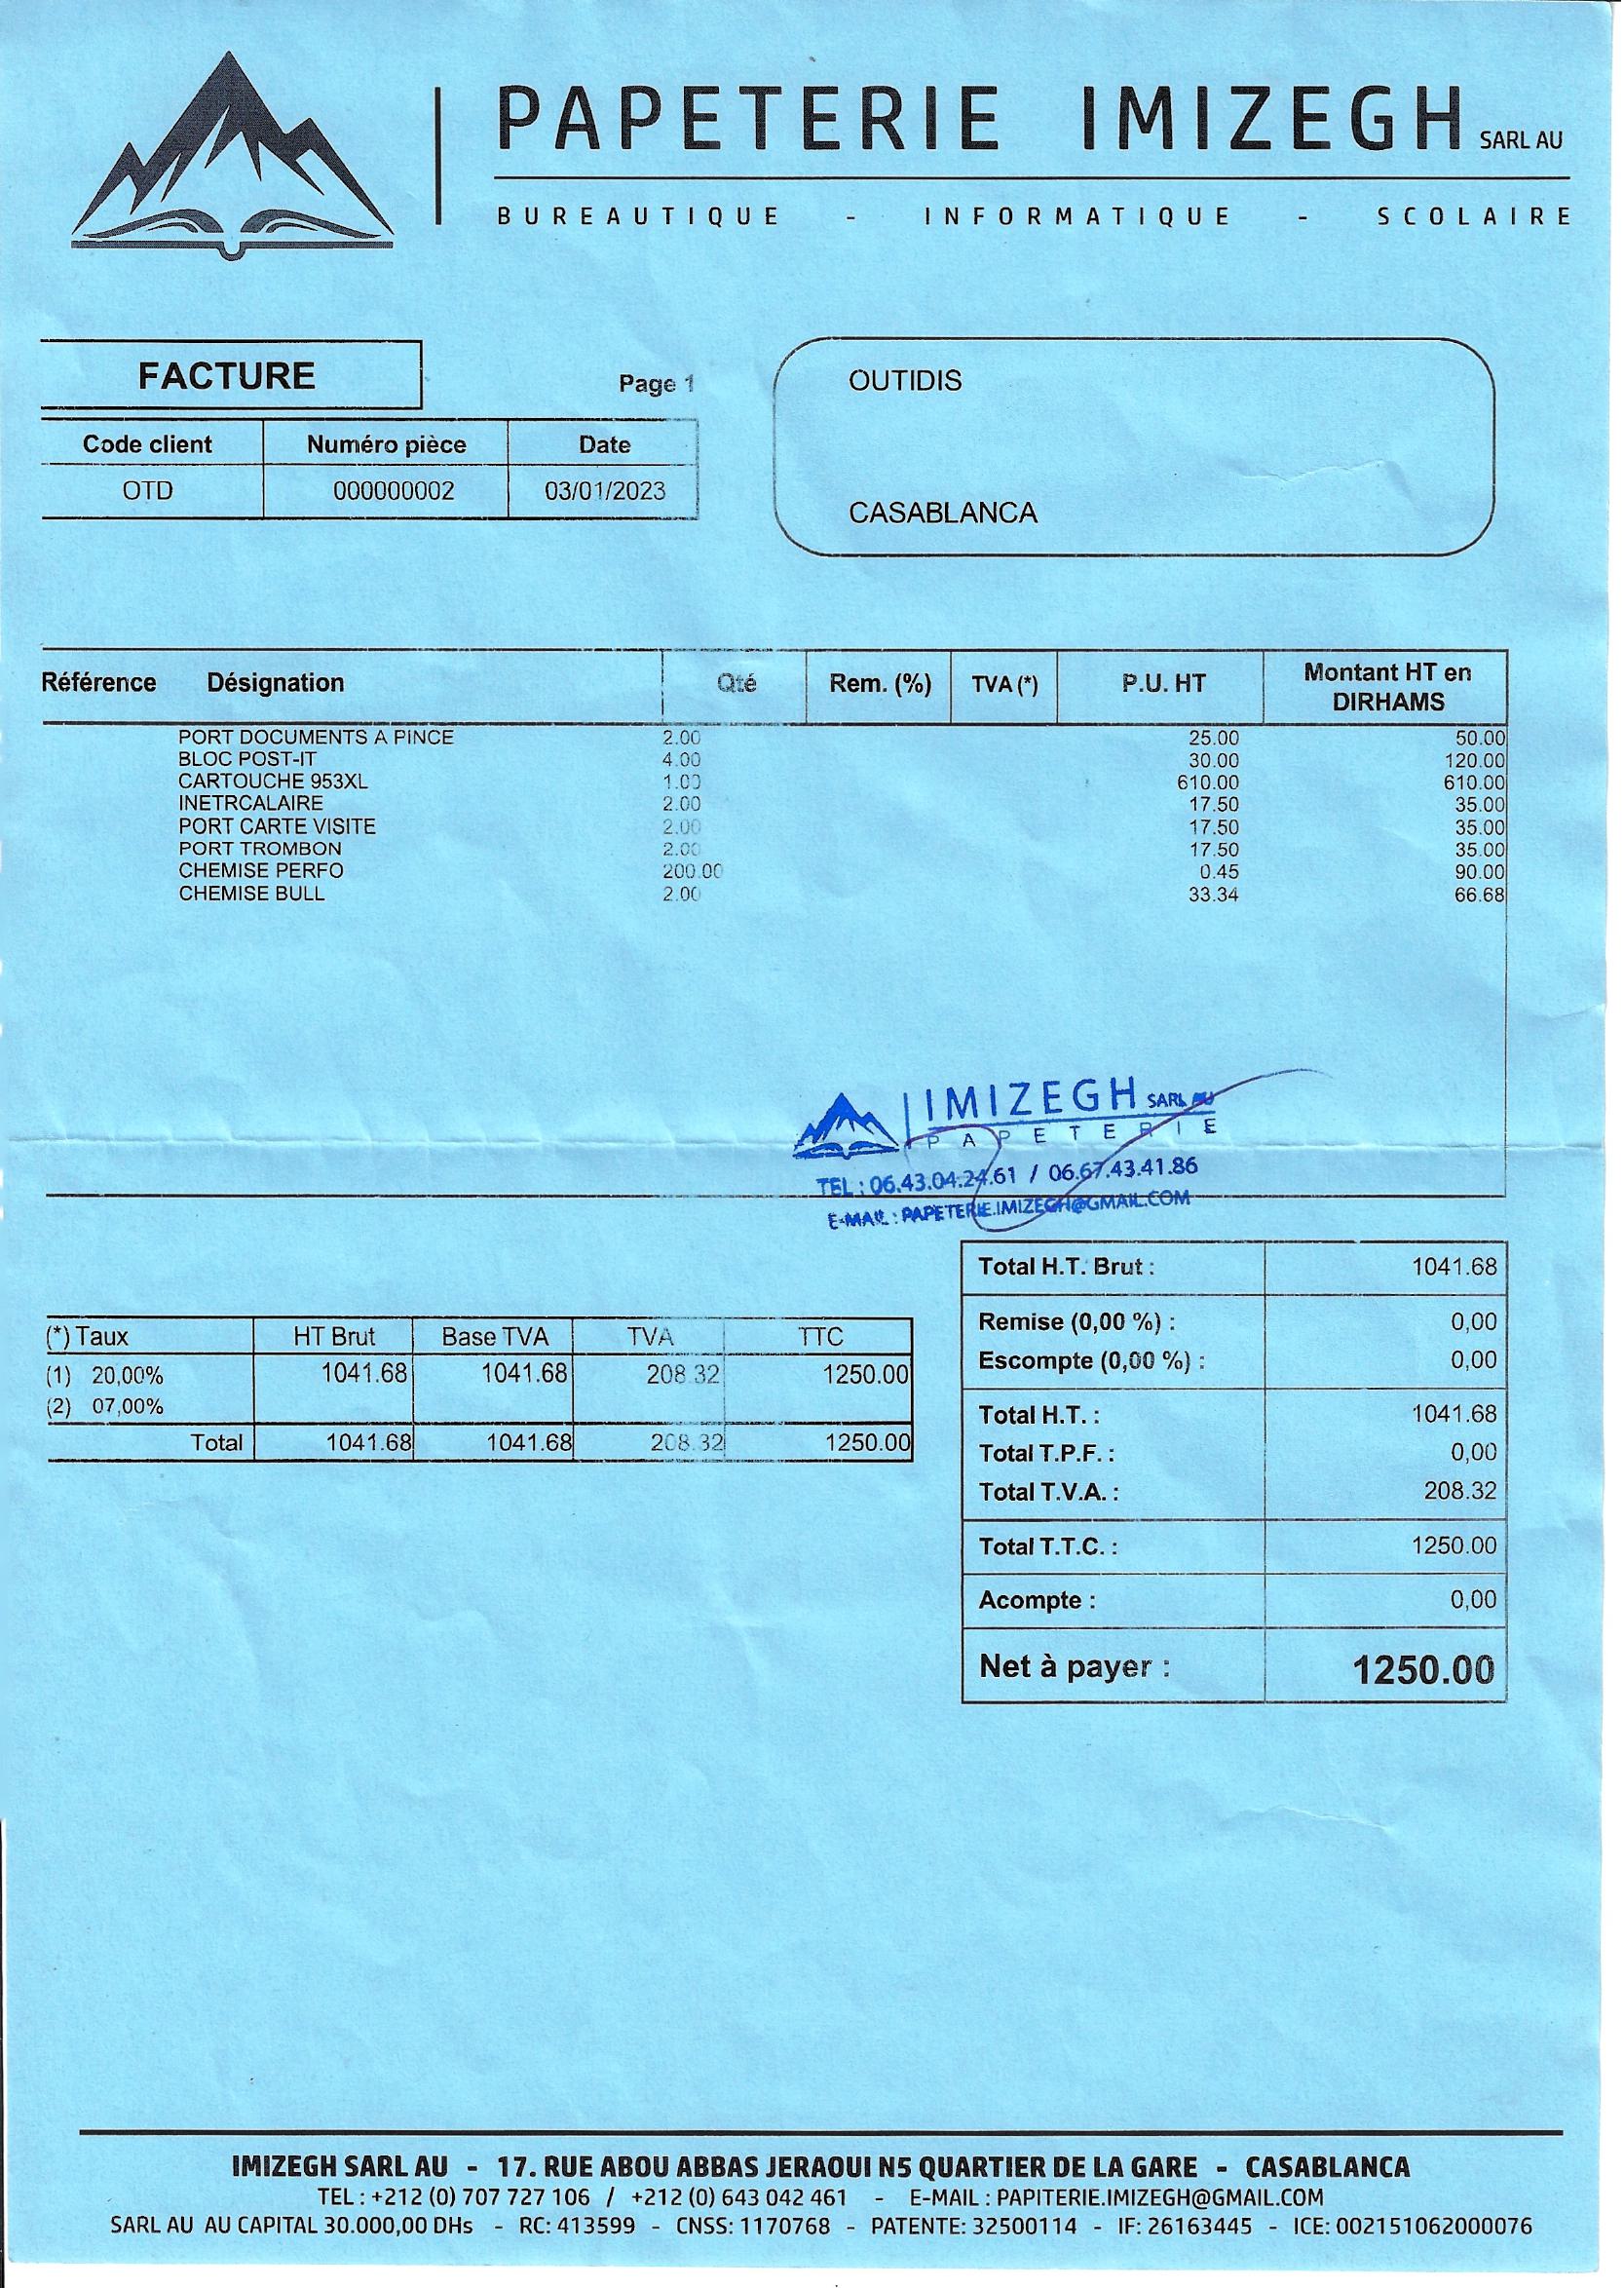 PAPETERIE IMIZEGH SARL AU
BUREAUTIQUE - INFORMATIQUE - SCOLAIRE
FACTURE
Page 1
Code client Numéro pièce Date
OTD 000000002 03/01/2023
OUTIDIS
CASABLANCA
Référence Désignation Qté Rem. (%) TVA (*) P.U. HT Montant HT en DIRHAMS
PORT DOCUMENTS A PINCE 2.00 25.00 50.00
BLOC POST-IT 4.00 30.00 120.00
CARTOUCHE 953XL 1.00 610.00 610.00
INETRCALAIRE 2.00 17.50 35.00
PORT CARTE VISITE 2.00 17.50 35.00
PORT TROMBON 2.00 17.50 35.00
CHEMISE PERFO 200.00 0.45 90.00
CHEMISE BULL 2.00 33.34 66.68
IMIZEGH SARL AU
PAPETERIE
TEL : 06.43.04.24.61 / 06.67.43.41.86
E-MAIL : PAPETERIE.IMIZEGH@GMAIL.COM
(*) Taux HT Brut Base TVA TVA TTC
(1) 20,00% 1041.68 1041.68 208.32 1250.00
(2) 07,00%
Total 1041.68 1041.68 208.32 1250.00
Total H.T. Brut : 1041.68
Remise (0,00 %) : 0,00
Escompte (0,00 %) : 0,00
Total H.T. : 1041.68
Total T.P.F. : 0,00
Total T.V.A. : 208.32
Total T.T.C. : 1250.00
Acompte : 0,00
Net à payer : 1250.00
IMIZEGH SARL AU - 17. RUE ABOU ABBAS JERAOUI N5 QUARTIER DE LA GARE - CASABLANCA
TEL : +212 (0) 707 727 106 / +212 (0) 643 042 461 - E-MAIL : PAPITERIE.IMIZEGH@GMAIL.COM
SARL AU AU CAPITAL 30.000,00 DHs - RC: 413599 - CNSS: 1170768 - PATENTE: 32500114 - IF: 26163445 - ICE: 002151062000076